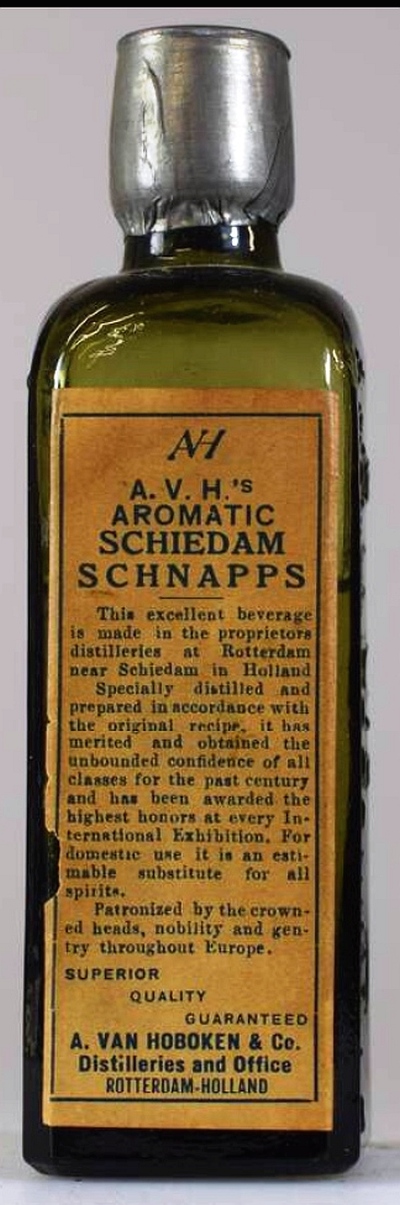 AVH
A. V. H.'S
AROMATIC
SCHIEDAM
SCHNAPPS
This excellent beverage
is made in the proprietors
distilleries at Rotterdam
near Schiedam in Holland
Specially distilled and
prepared in accordance with
the original recipe, it has
merited and obtained the
unbounded confidence of all
classes for the past century
and has been awarded the
highest honors at every In-
ternational Exhibition. For
domestic use it is an esti-
mable substitute for all
spirits.
Patronized by the crown-
ed heads, nobility and gen-
try throughout Europe.
SUPERIOR
QUALITY
GUARANTEED
A. VAN HOBOKEN & Co.
Distilleries and Office
ROTTERDAM-HOLLAND